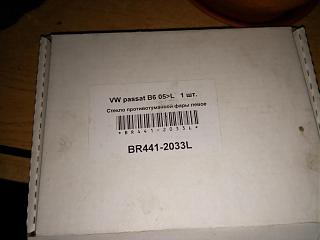 VW passat B6 05>L 1 шт.
Стекло противотуманной фары левое
*BR441-2033L*
BR441-2033L